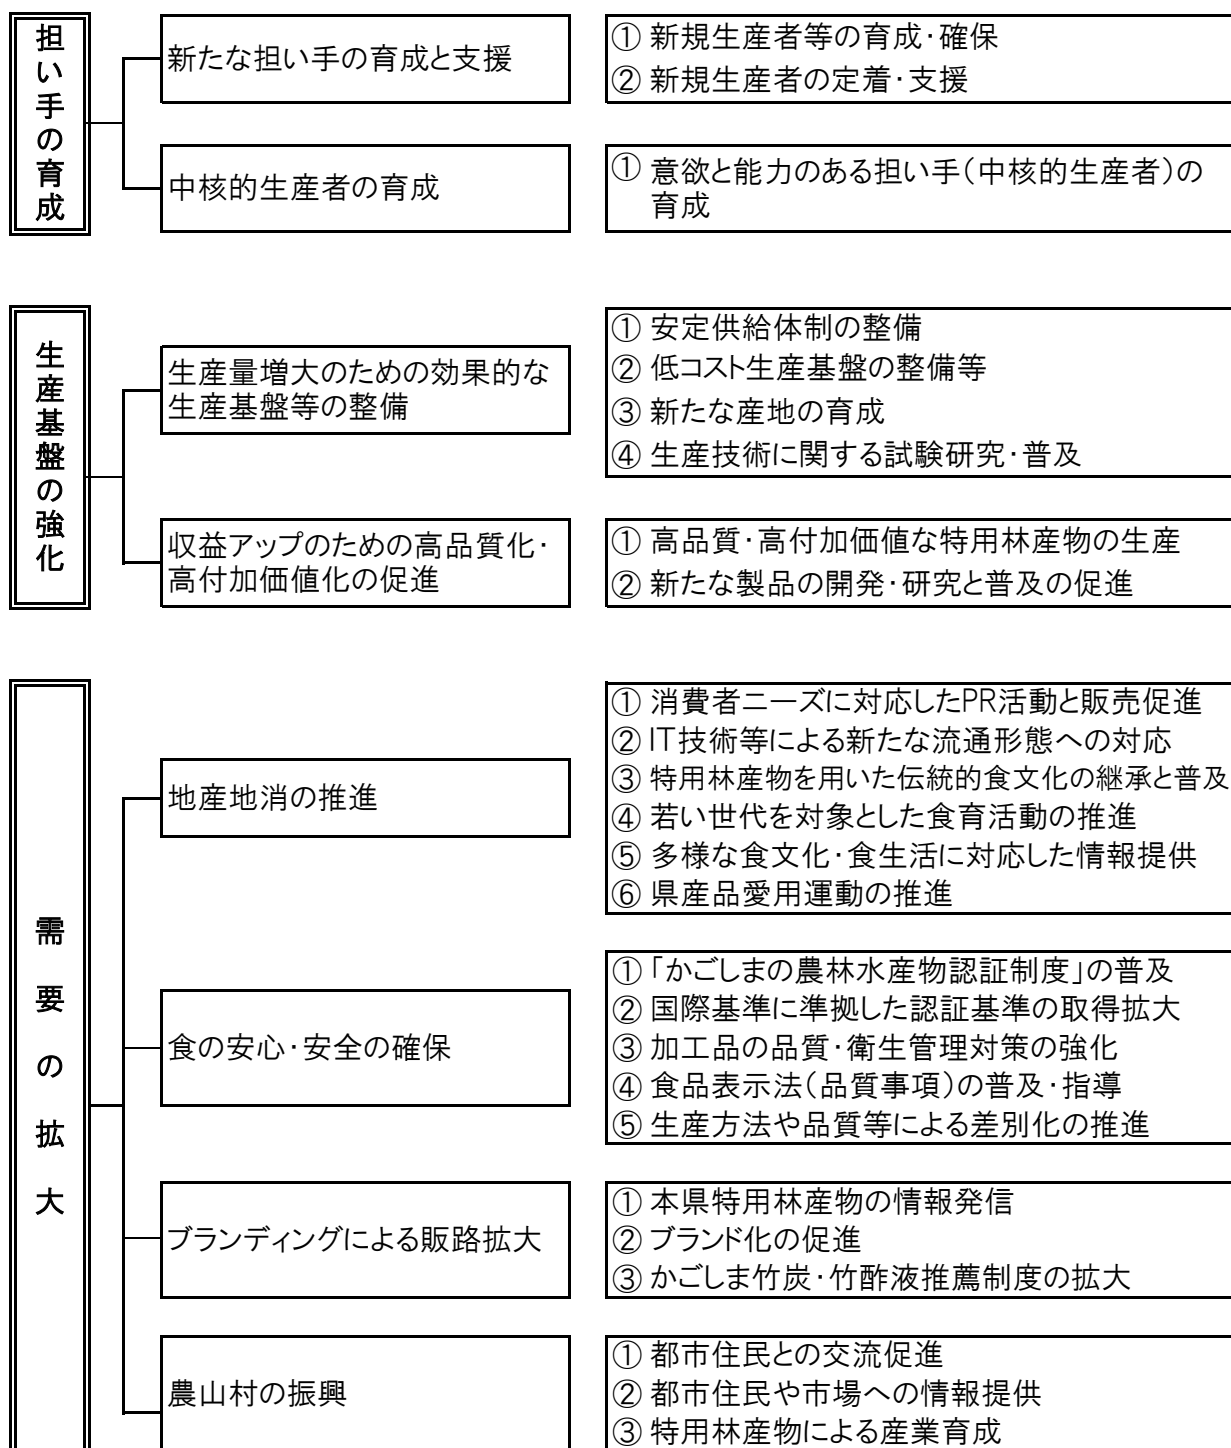 担い手の育成
新たな担い手の育成と支援
① 新規生産者等の育成・確保
② 新規生産者の定着・支援
中核的生産者の育成
① 意欲と能力のある担い手(中核的生産者)の
育成
生産基盤の強化
生産量増大のための効果的な
生産基盤等の整備
① 安定供給体制の整備
② 低コスト生産基盤の整備等
③ 新たな産地の育成
④ 生産技術に関する試験研究・普及
収益アップのための高品質化・
高付加価値化の促進
① 高品質・高付加価値な特用林産物の生産
② 新たな製品の開発・研究と普及の促進
需要の拡大
地産地消の推進
① 消費者ニーズに対応したPR活動と販売促進
② IT技術等による新たな流通形態への対応
③ 特用林産物を用いた伝統的食文化の継承と普及
④ 若い世代を対象とした食育活動の推進
⑤ 多様な食文化・食生活に対応した情報提供
⑥ 県産品愛用運動の推進
食の安心・安全の確保
①「かごしまの農林水産物認証制度」の普及
② 国際基準に準拠した認証基準の取得拡大
③ 加工品の品質・衛生管理対策の強化
④ 食品表示法(品質事項)の普及・指導
⑤ 生産方法や品質等による差別化の推進
ブランディングによる販路拡大
① 本県特用林産物の情報発信
② ブランド化の促進
③ かごしま竹炭・竹酢液推薦制度の拡大
農山村の振興
① 都市住民との交流促進
② 都市住民や市場への情報提供
③ 特用林産物による産業育成